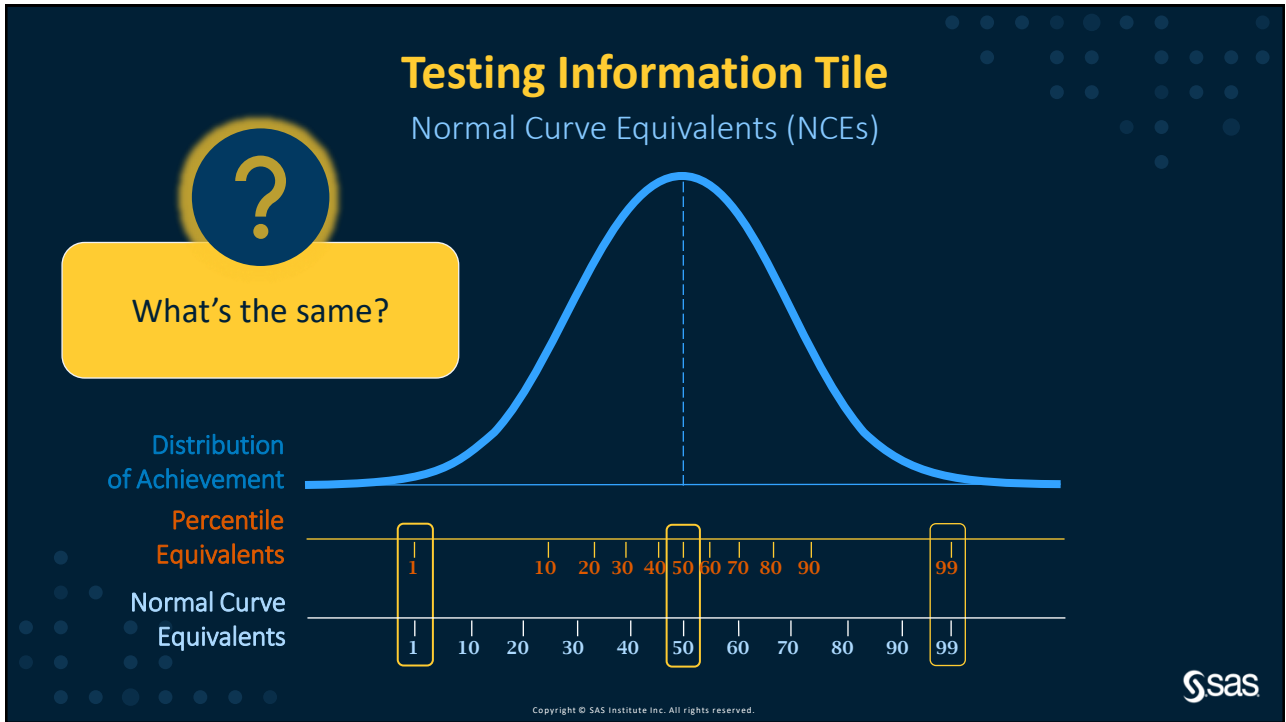 Testing Information Tile
Normal Curve Equivalents (NCEs)
?
What’s the same?
Distribution
of Achievement
Percentile
Equivalents
1 10 20 30 40 50 60 70 80 90 99
Normal Curve
Equivalents
1 10 20 30 40 50 60 70 80 90 99
sas
Copyright © SAS Institute Inc. All rights reserved.